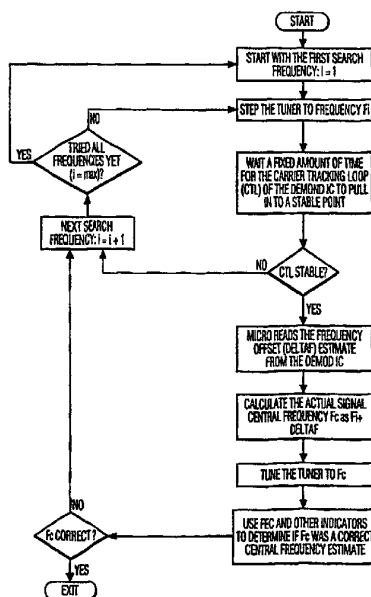 START
START WITH THE FIRST SEARCH
FREQUENCY: i = 1
NO
STEP THE TUNER TO FREQUENCY Fi
YES
TRIED ALL
FREQUENCIES YET
(i = max)?
WAIT A FIXED AMOUNT OF TIME
FOR THE CARRIER TRACKING LOOP
(CTL) OF THE DEMOND IC TO PULL
IN TO A STABLE POINT
NEXT SEARCH
FREQUENCY: i = i + 1
NO
CTL STABLE?
YES
MICRO READS THE FREQUENCY
OFFSET (DELTAF) ESTIMATE
FROM THE DEMOD IC
CALCULATE THE ACTUAL SIGNAL
CENTRAL FREQUENCY Fc as Fi+
DELTAF
TUNE THE TUNER TO Fc
NO
Fc CORRECT?
USE FEC AND OTHER INDICATORS
TO DETERMINE IF Fc WAS A CORRECT
CENTRAL FREQUENCY ESTIMATE
YES
EXIT